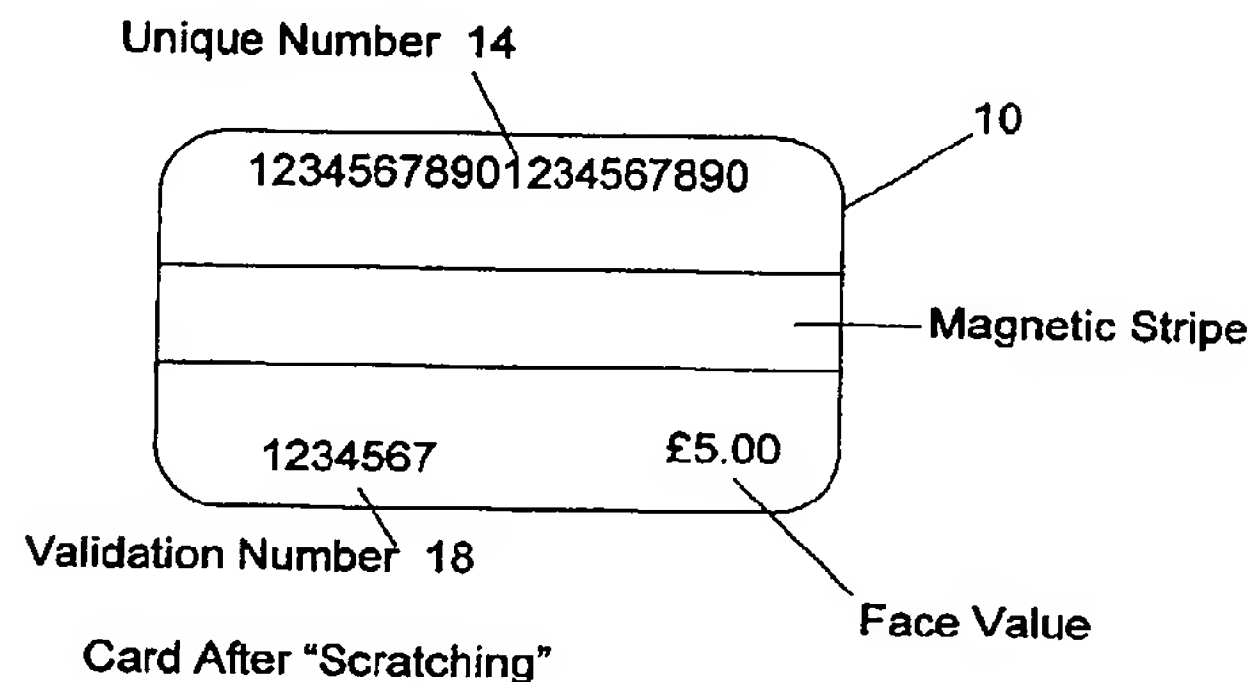 Unique Number 14
10
12345678901234567890
Magnetic Stripe
1234567
£5.00
Validation Number 18
Face Value
Card After “Scratching”